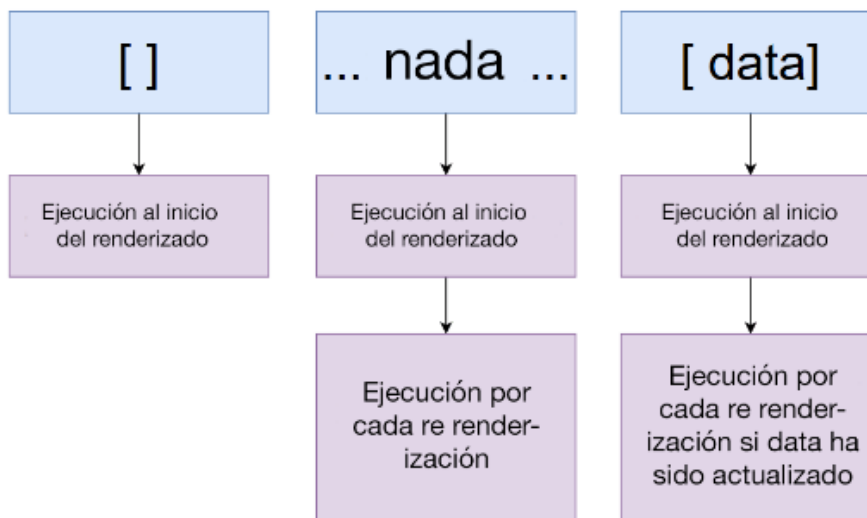 [ ]
... nada ...
[ data]
Ejecución al inicio
del renderizado
Ejecución al inicio
del renderizado
Ejecución al inicio
del renderizado
Ejecución por
cada re render-
ización
Ejecución por
cada re render-
ización si data ha
sido actualizado